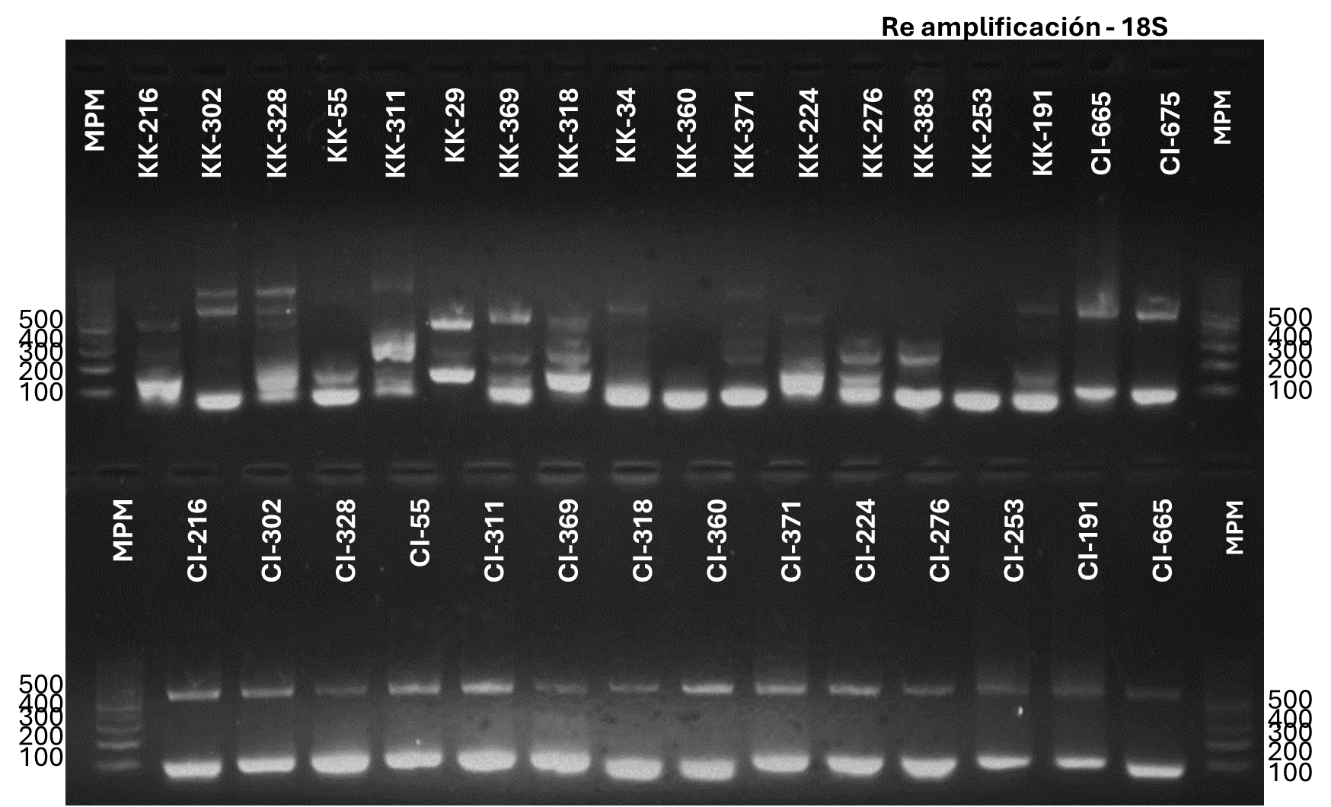 Re amplificación - 18S
MPM
KK-216
KK-302
KK-328
KK-55
KK-311
KK-29
KK-369
KK-318
KK-34
KK-360
KK-371
KK-224
KK-276
KK-383
KK-253
KK-191
CI-665
CI-675
MPM
500
400
300
200
100
500
400
300
200
100
MPM
CI-216
CI-302
CI-328
CI-55
CI-311
CI-369
CI-318
CI-360
CI-371
CI-224
CI-276
CI-253
CI-191
CI-665
MPM
500
400
300
200
100
500
400
300
200
100